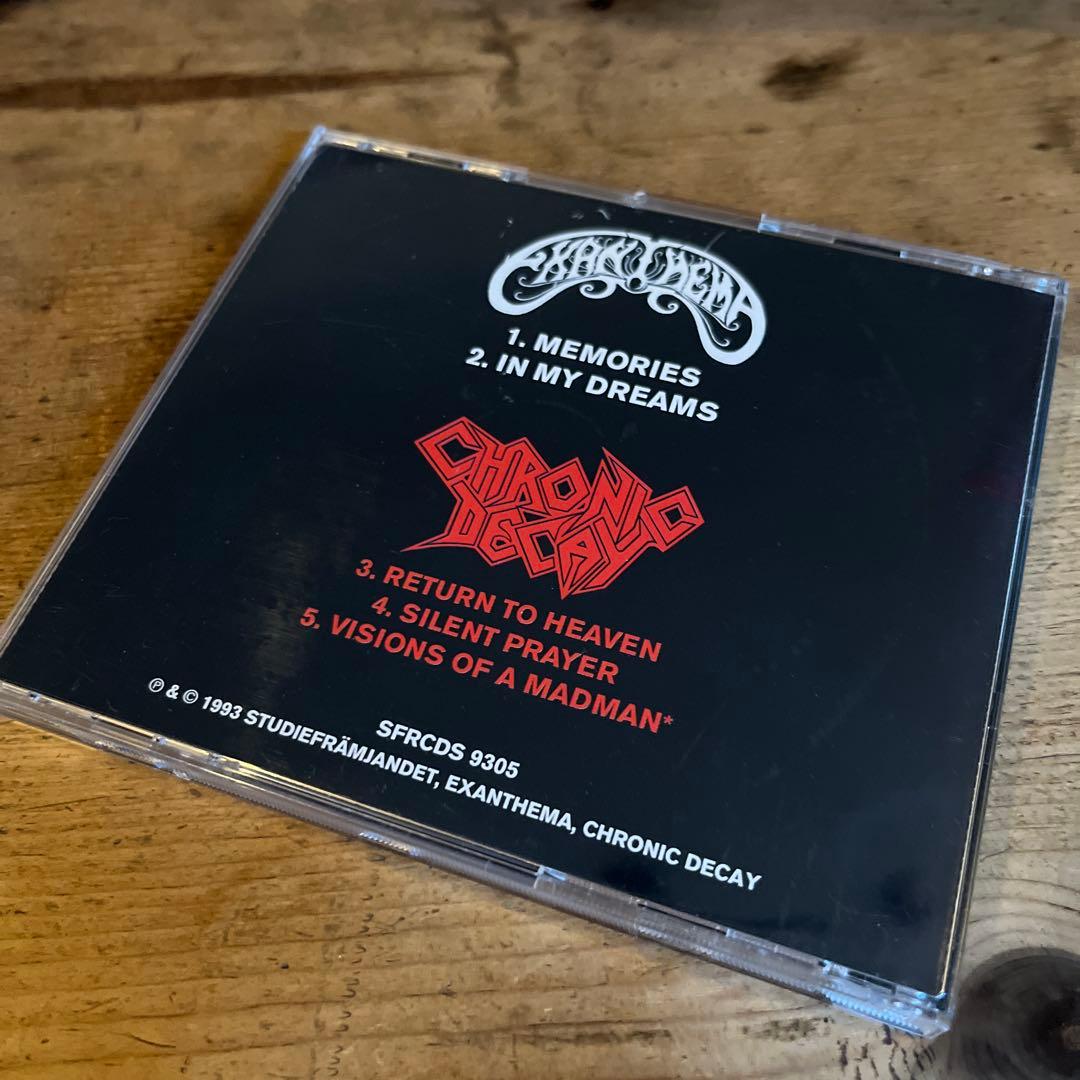 EXANTHEMA
1. MEMORIES
2. IN MY DREAMS
CHRONIC
DECAY
3. RETURN TO HEAVEN
4. SILENT PRAYER
5. VISIONS OF A MADMAN*
SFRCDS 9305
℗ & © 1993 STUDIEFRÄMJANDET, EXANTHEMA, CHRONIC DECAY